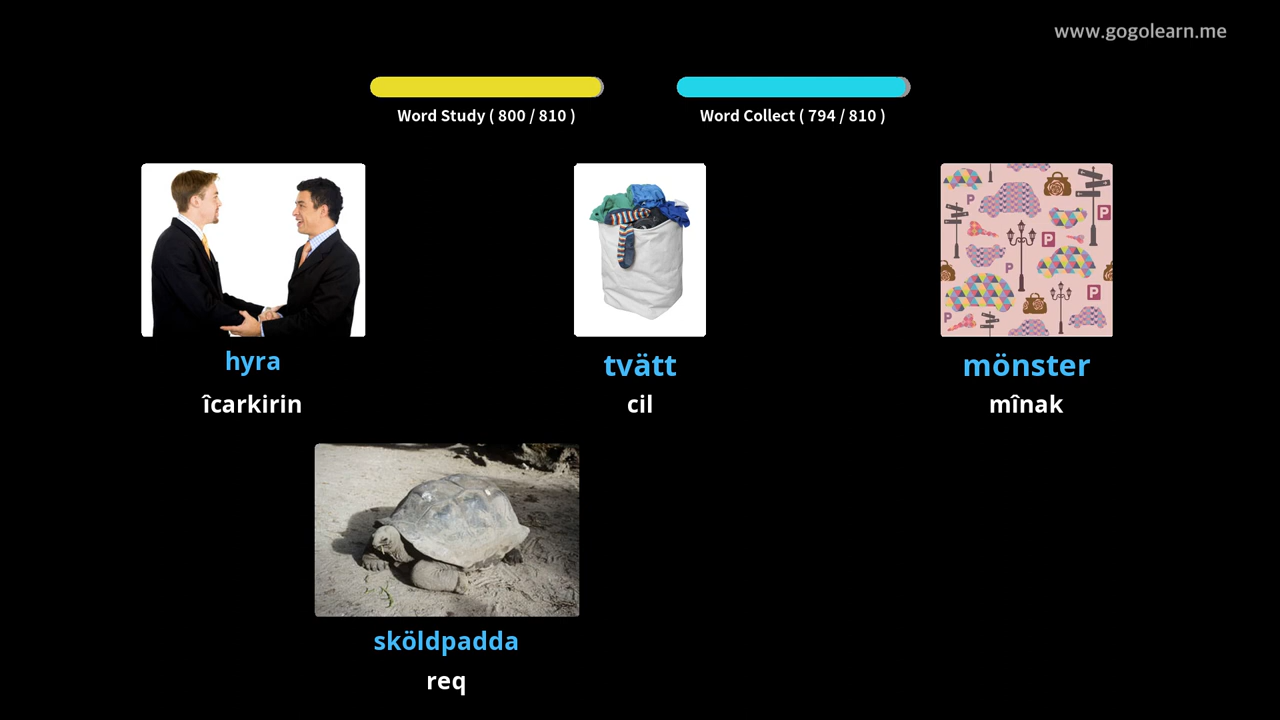 www.gogolearn.me
Word Study ( 800 / 810 )
Word Collect ( 794 / 810 )
hyra
tvätt
mönster
îcarkirin
cil
mînak
sköldpadda
req